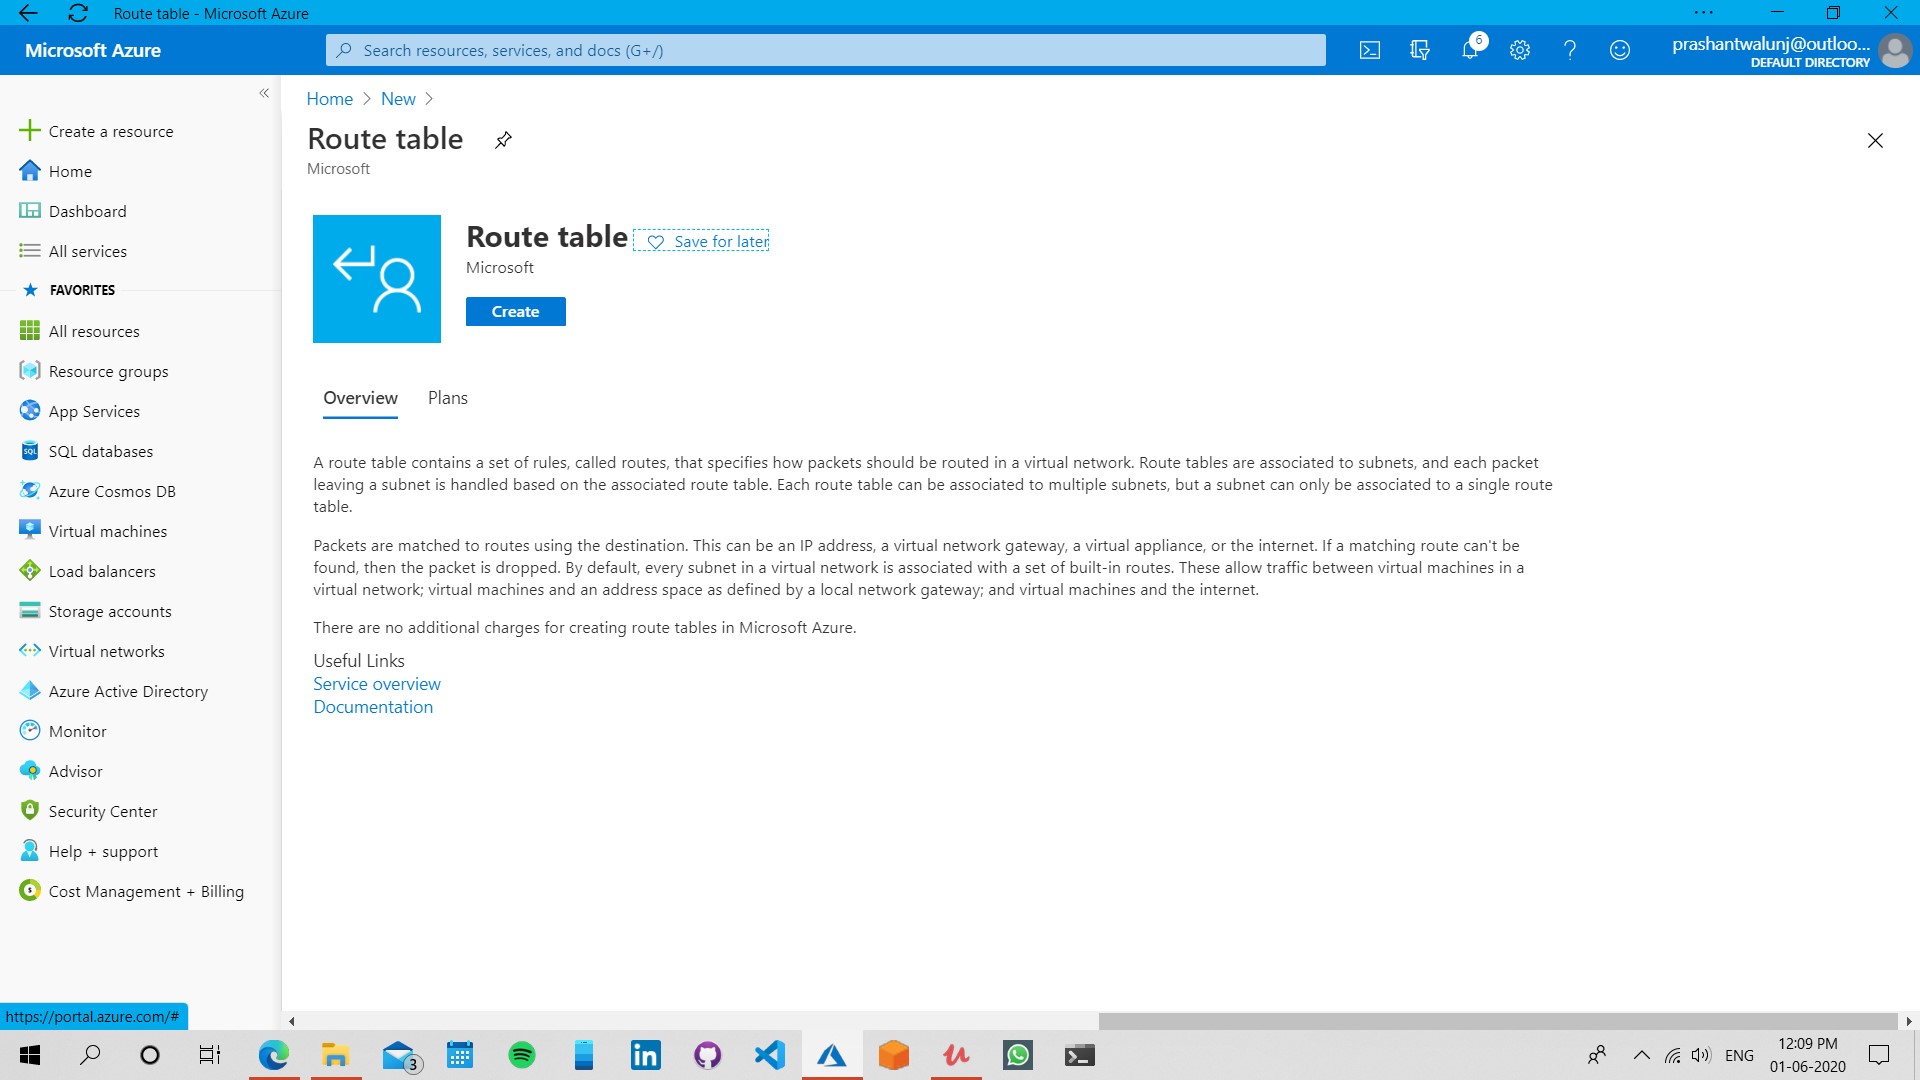 Route table - Microsoft Azure
Microsoft Azure
Search resources, services, and docs (G+/)
6
prashantwalunj@outloo...
DEFAULT DIRECTORY
Create a resource
Home
Dashboard
All services
FAVORITES
All resources
Resource groups
App Services
SQL databases
Azure Cosmos DB
Virtual machines
Load balancers
Storage accounts
Virtual networks
Azure Active Directory
Monitor
Advisor
Security Center
Help + support
Cost Management + Billing
https://portal.azure.com/#
Home > New >
Route table
Microsoft
Route table
Save for later
Microsoft
Create
Overview Plans
A route table contains a set of rules, called routes, that specifies how packets should be routed in a virtual network. Route tables are associated to subnets, and each packet
leaving a subnet is handled based on the associated route table. Each route table can be associated to multiple subnets, but a subnet can only be associated to a single route
table.
Packets are matched to routes using the destination. This can be an IP address, a virtual network gateway, a virtual appliance, or the internet. If a matching route can't be
found, then the packet is dropped. By default, every subnet in a virtual network is associated with a set of built-in routes. These allow traffic between virtual machines in a
virtual network; virtual machines and an address space as defined by a local network gateway; and virtual machines and the internet.
There are no additional charges for creating route tables in Microsoft Azure.
Useful Links
Service overview
Documentation
3
ENG
12:09 PM
01-06-2020